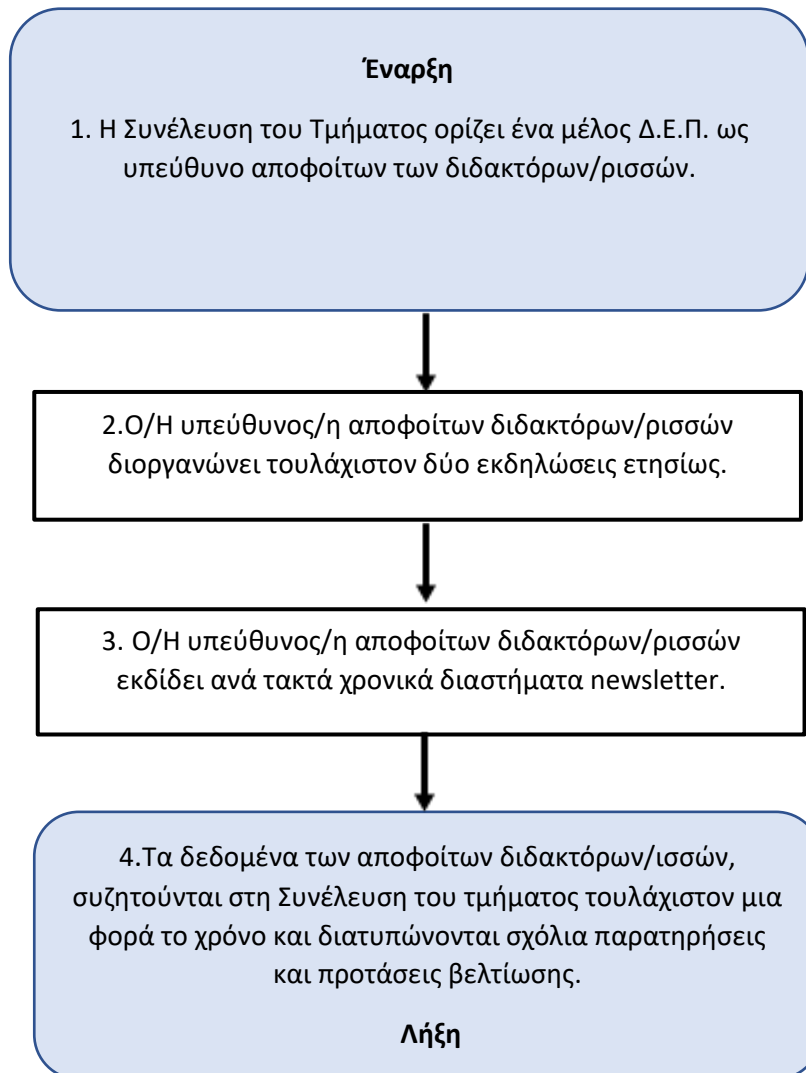 Έναρξη
1. Η Συνέλευση του Τμήματος ορίζει ένα μέλος Δ.Ε.Π. ως
υπεύθυνο αποφοίτων των διδακτόρων/ρισσών.
2.Ο/Η υπεύθυνος/η αποφοίτων διδακτόρων/ρισσών
διοργανώνει τουλάχιστον δύο εκδηλώσεις ετησίως.
3. Ο/Η υπεύθυνος/η αποφοίτων διδακτόρων/ρισσών
εκδίδει ανά τακτά χρονικά διαστήματα newsletter.
4.Τα δεδομένα των αποφοίτων διδακτόρων/ισσών,
συζητούνται στη Συνέλευση του τμήματος τουλάχιστον μια
φορά το χρόνο και διατυπώνονται σχόλια παρατηρήσεις
και προτάσεις βελτίωσης.
Λήξη